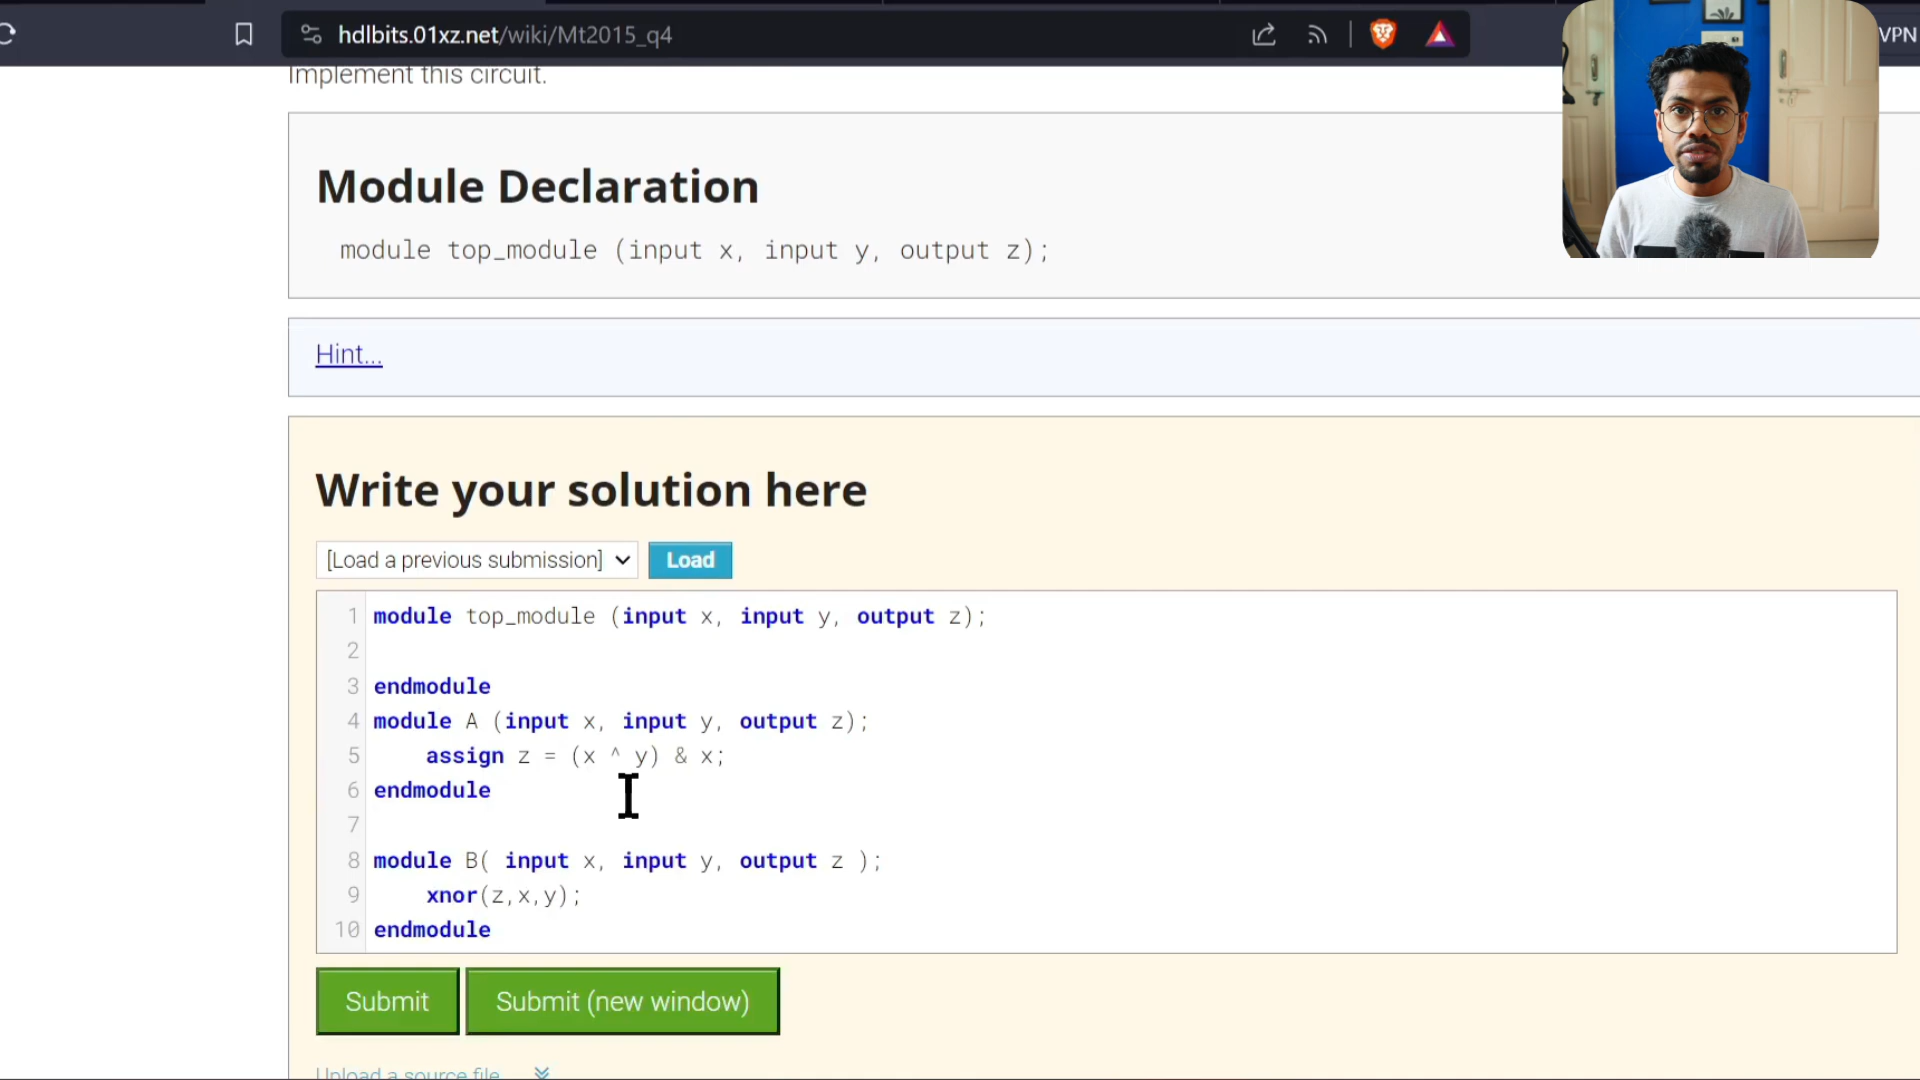 hdlbits.01xz.net/wiki/Mt2015_q4
VPN
Implement this circuit.
Module Declaration
module top_module (input x, input y, output z);
Hint...
Write your solution here
[Load a previous submission]
Load
1 module top_module (input x, input y, output z);
2
3 endmodule
4 module A (input x, input y, output z);
5 assign z = (x ^ y) & x;
6 endmodule
7
8 module B( input x, input y, output z );
9 xnor(z,x,y);
10 endmodule
Submit
Submit (new window)
Upload a source file...